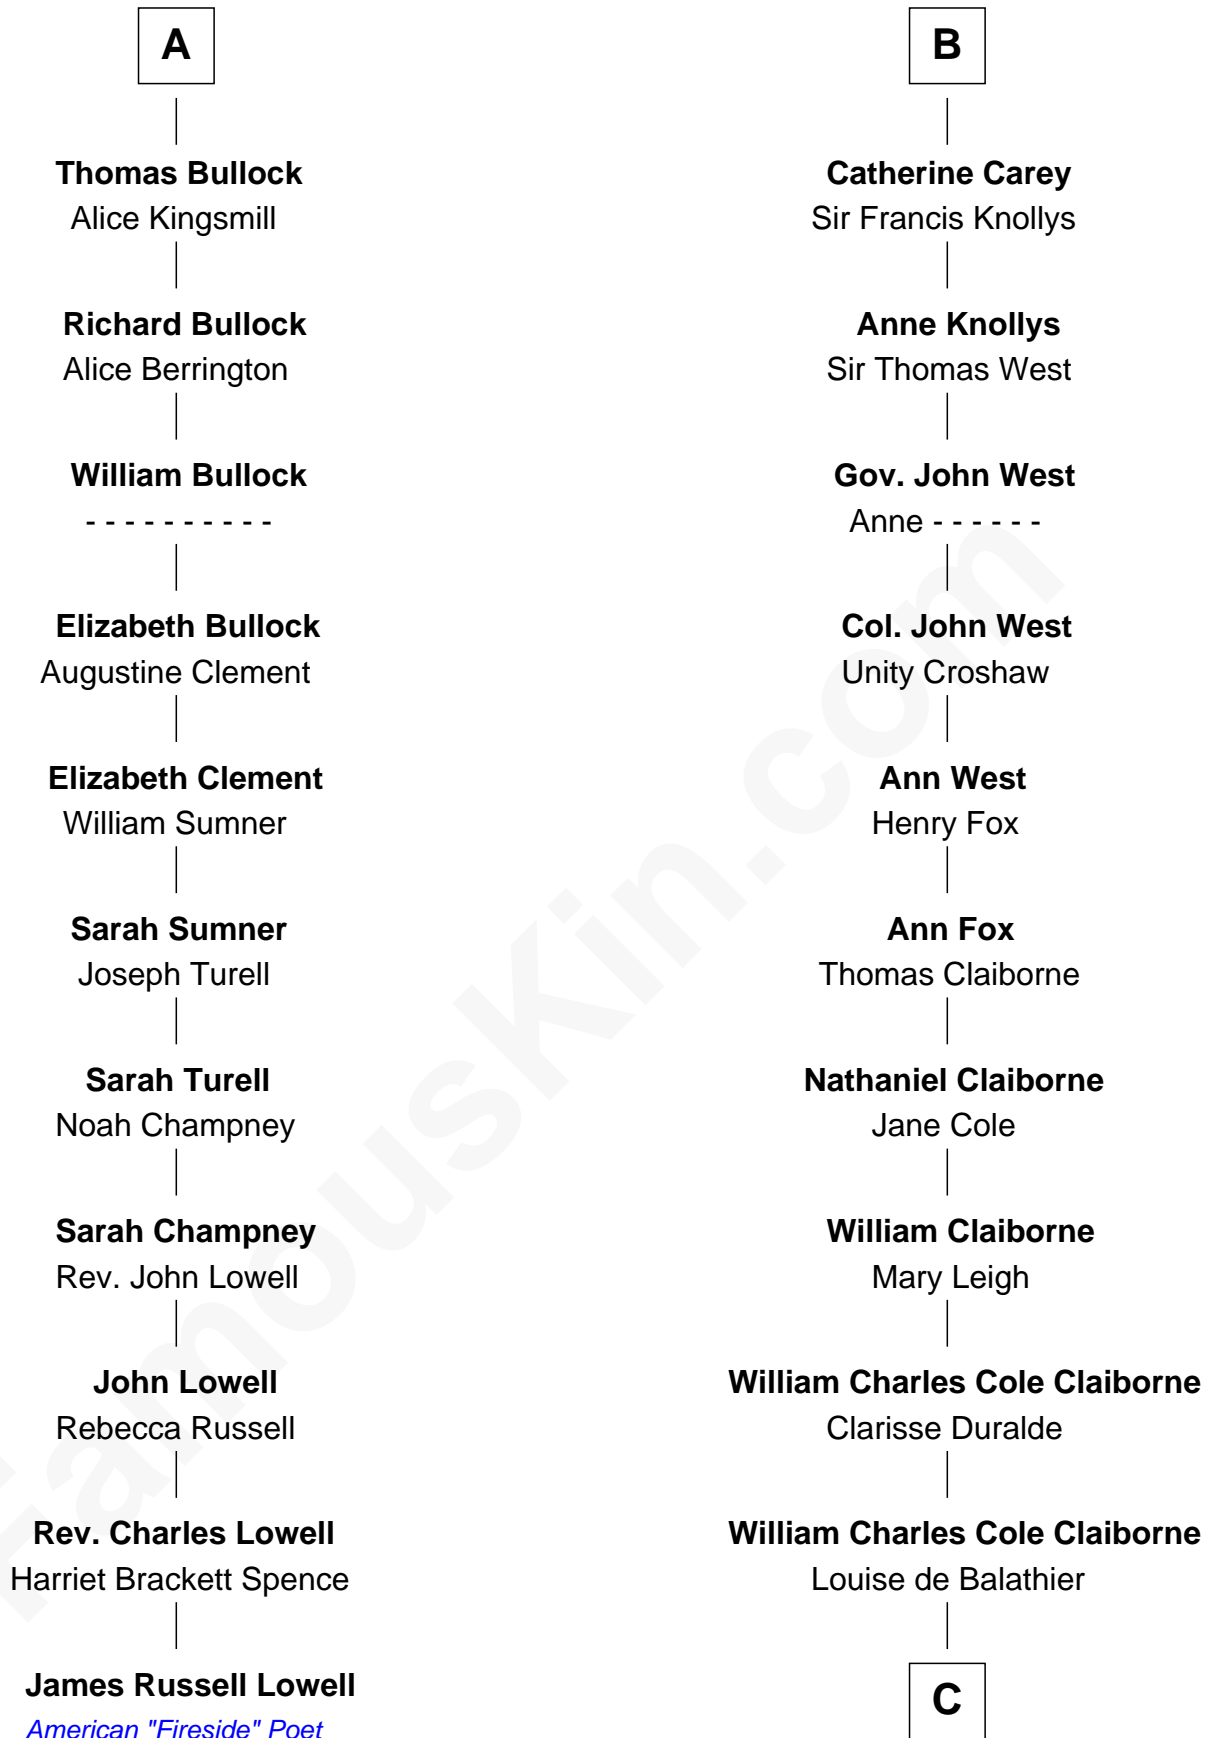 A
Thomas Bullock
Alice Kingsmill
Richard Bullock
Alice Berrington
William Bullock
- - - - - - - - - -
Elizabeth Bullock
Augustine Clement
Elizabeth Clement
William Sumner
Sarah Sumner
Joseph Turell
Sarah Turell
Noah Champney
Sarah Champney
Rev. John Lowell
John Lowell
Rebecca Russell
Rev. Charles Lowell
Harriet Brackett Spence
James Russell Lowell
American "Fireside" Poet
B
Catherine Carey
Sir Francis Knollys
Anne Knollys
Sir Thomas West
Gov. John West
Anne - - - - - -
Col. John West
Unity Croshaw
Ann West
Henry Fox
Ann Fox
Thomas Claiborne
Nathaniel Claiborne
Jane Cole
William Claiborne
Mary Leigh
William Charles Cole Claiborne
Clarisse Duralde
William Charles Cole Claiborne
Louise de Balathier
C
FamousKin.com